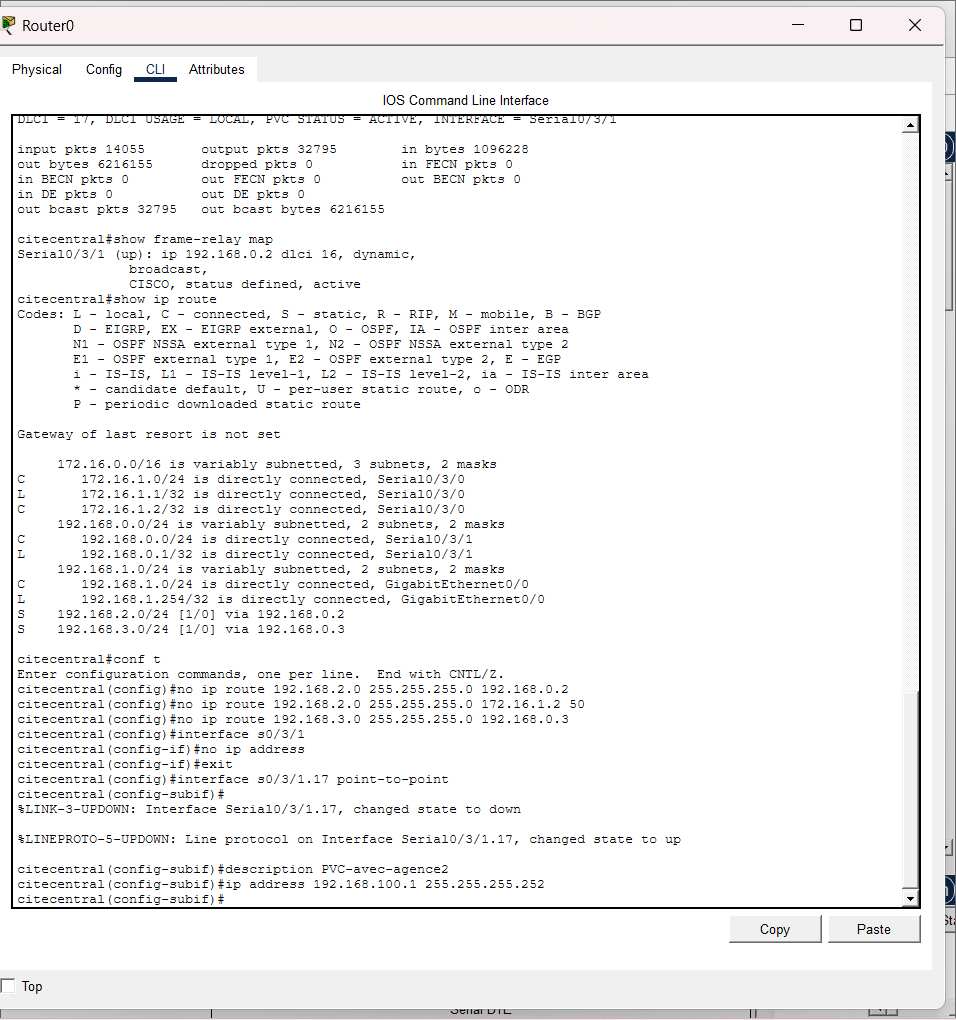 Router0
Physical Config CLI Attributes
IOS Command Line Interface
DLCI = 17, DLCI USAGE = LOCAL, PVC STATUS = ACTIVE, INTERFACE = Serial0/3/1
input pkts 14055 output pkts 32795 in bytes 1096228
out bytes 6216155 dropped pkts 0 in FECN pkts 0
in BECN pkts 0 out FECN pkts 0 out BECN pkts 0
in DE pkts 0 out DE pkts 0
out bcast pkts 32795 out bcast bytes 6216155
citecentral#show frame-relay map
Serial0/3/1 (up): ip 192.168.0.2 dlci 16, dynamic,
broadcast,
CISCO, status defined, active
citecentral#show ip route
Codes: L - local, C - connected, S - static, R - RIP, M - mobile, B - BGP
D - EIGRP, EX - EIGRP external, O - OSPF, IA - OSPF inter area
N1 - OSPF NSSA external type 1, N2 - OSPF NSSA external type 2
E1 - OSPF external type 1, E2 - OSPF external type 2, E - EGP
i - IS-IS, L1 - IS-IS level-1, L2 - IS-IS level-2, ia - IS-IS inter area
* - candidate default, U - per-user static route, o - ODR
P - periodic downloaded static route
Gateway of last resort is not set
172.16.0.0/16 is variably subnetted, 3 subnets, 2 masks
C 172.16.1.0/24 is directly connected, Serial0/3/0
L 172.16.1.1/32 is directly connected, Serial0/3/0
C 172.16.1.2/32 is directly connected, Serial0/3/0
192.168.0.0/24 is variably subnetted, 2 subnets, 2 masks
C 192.168.0.0/24 is directly connected, Serial0/3/1
L 192.168.0.1/32 is directly connected, Serial0/3/1
192.168.1.0/24 is variably subnetted, 2 subnets, 2 masks
C 192.168.1.0/24 is directly connected, GigabitEthernet0/0
L 192.168.1.254/32 is directly connected, GigabitEthernet0/0
S 192.168.2.0/24 [1/0] via 192.168.0.2
S 192.168.3.0/24 [1/0] via 192.168.0.3
citecentral#conf t
Enter configuration commands, one per line. End with CNTL/Z.
citecentral(config)#no ip route 192.168.2.0 255.255.255.0 192.168.0.2
citecentral(config)#no ip route 192.168.2.0 255.255.255.0 172.16.1.2 50
citecentral(config)#no ip route 192.168.3.0 255.255.255.0 192.168.0.3
citecentral(config)#interface s0/3/1
citecentral(config-if)#no ip address
citecentral(config-if)#exit
citecentral(config)#interface s0/3/1.17 point-to-point
citecentral(config-subif)#
%LINK-3-UPDOWN: Interface Serial0/3/1.17, changed state to down
%LINEPROTO-5-UPDOWN: Line protocol on Interface Serial0/3/1.17, changed state to up
citecentral(config-subif)#description PVC-avec-agence2
citecentral(config-subif)#ip address 192.168.100.1 255.255.255.252
citecentral(config-subif)#
Copy Paste
Top
Serial DTE